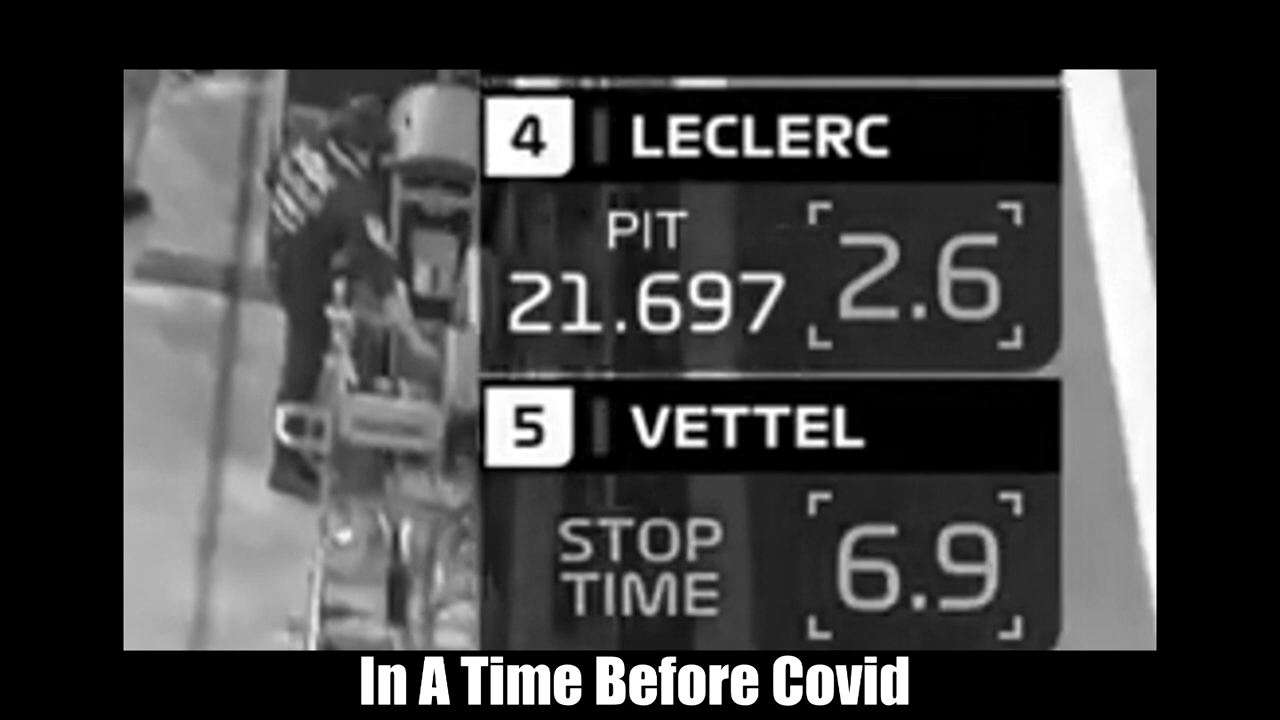 4 LECLERC
PIT
21.697 2.6
5 VETTEL
STOP
TIME 6.9
In A Time Before Covid